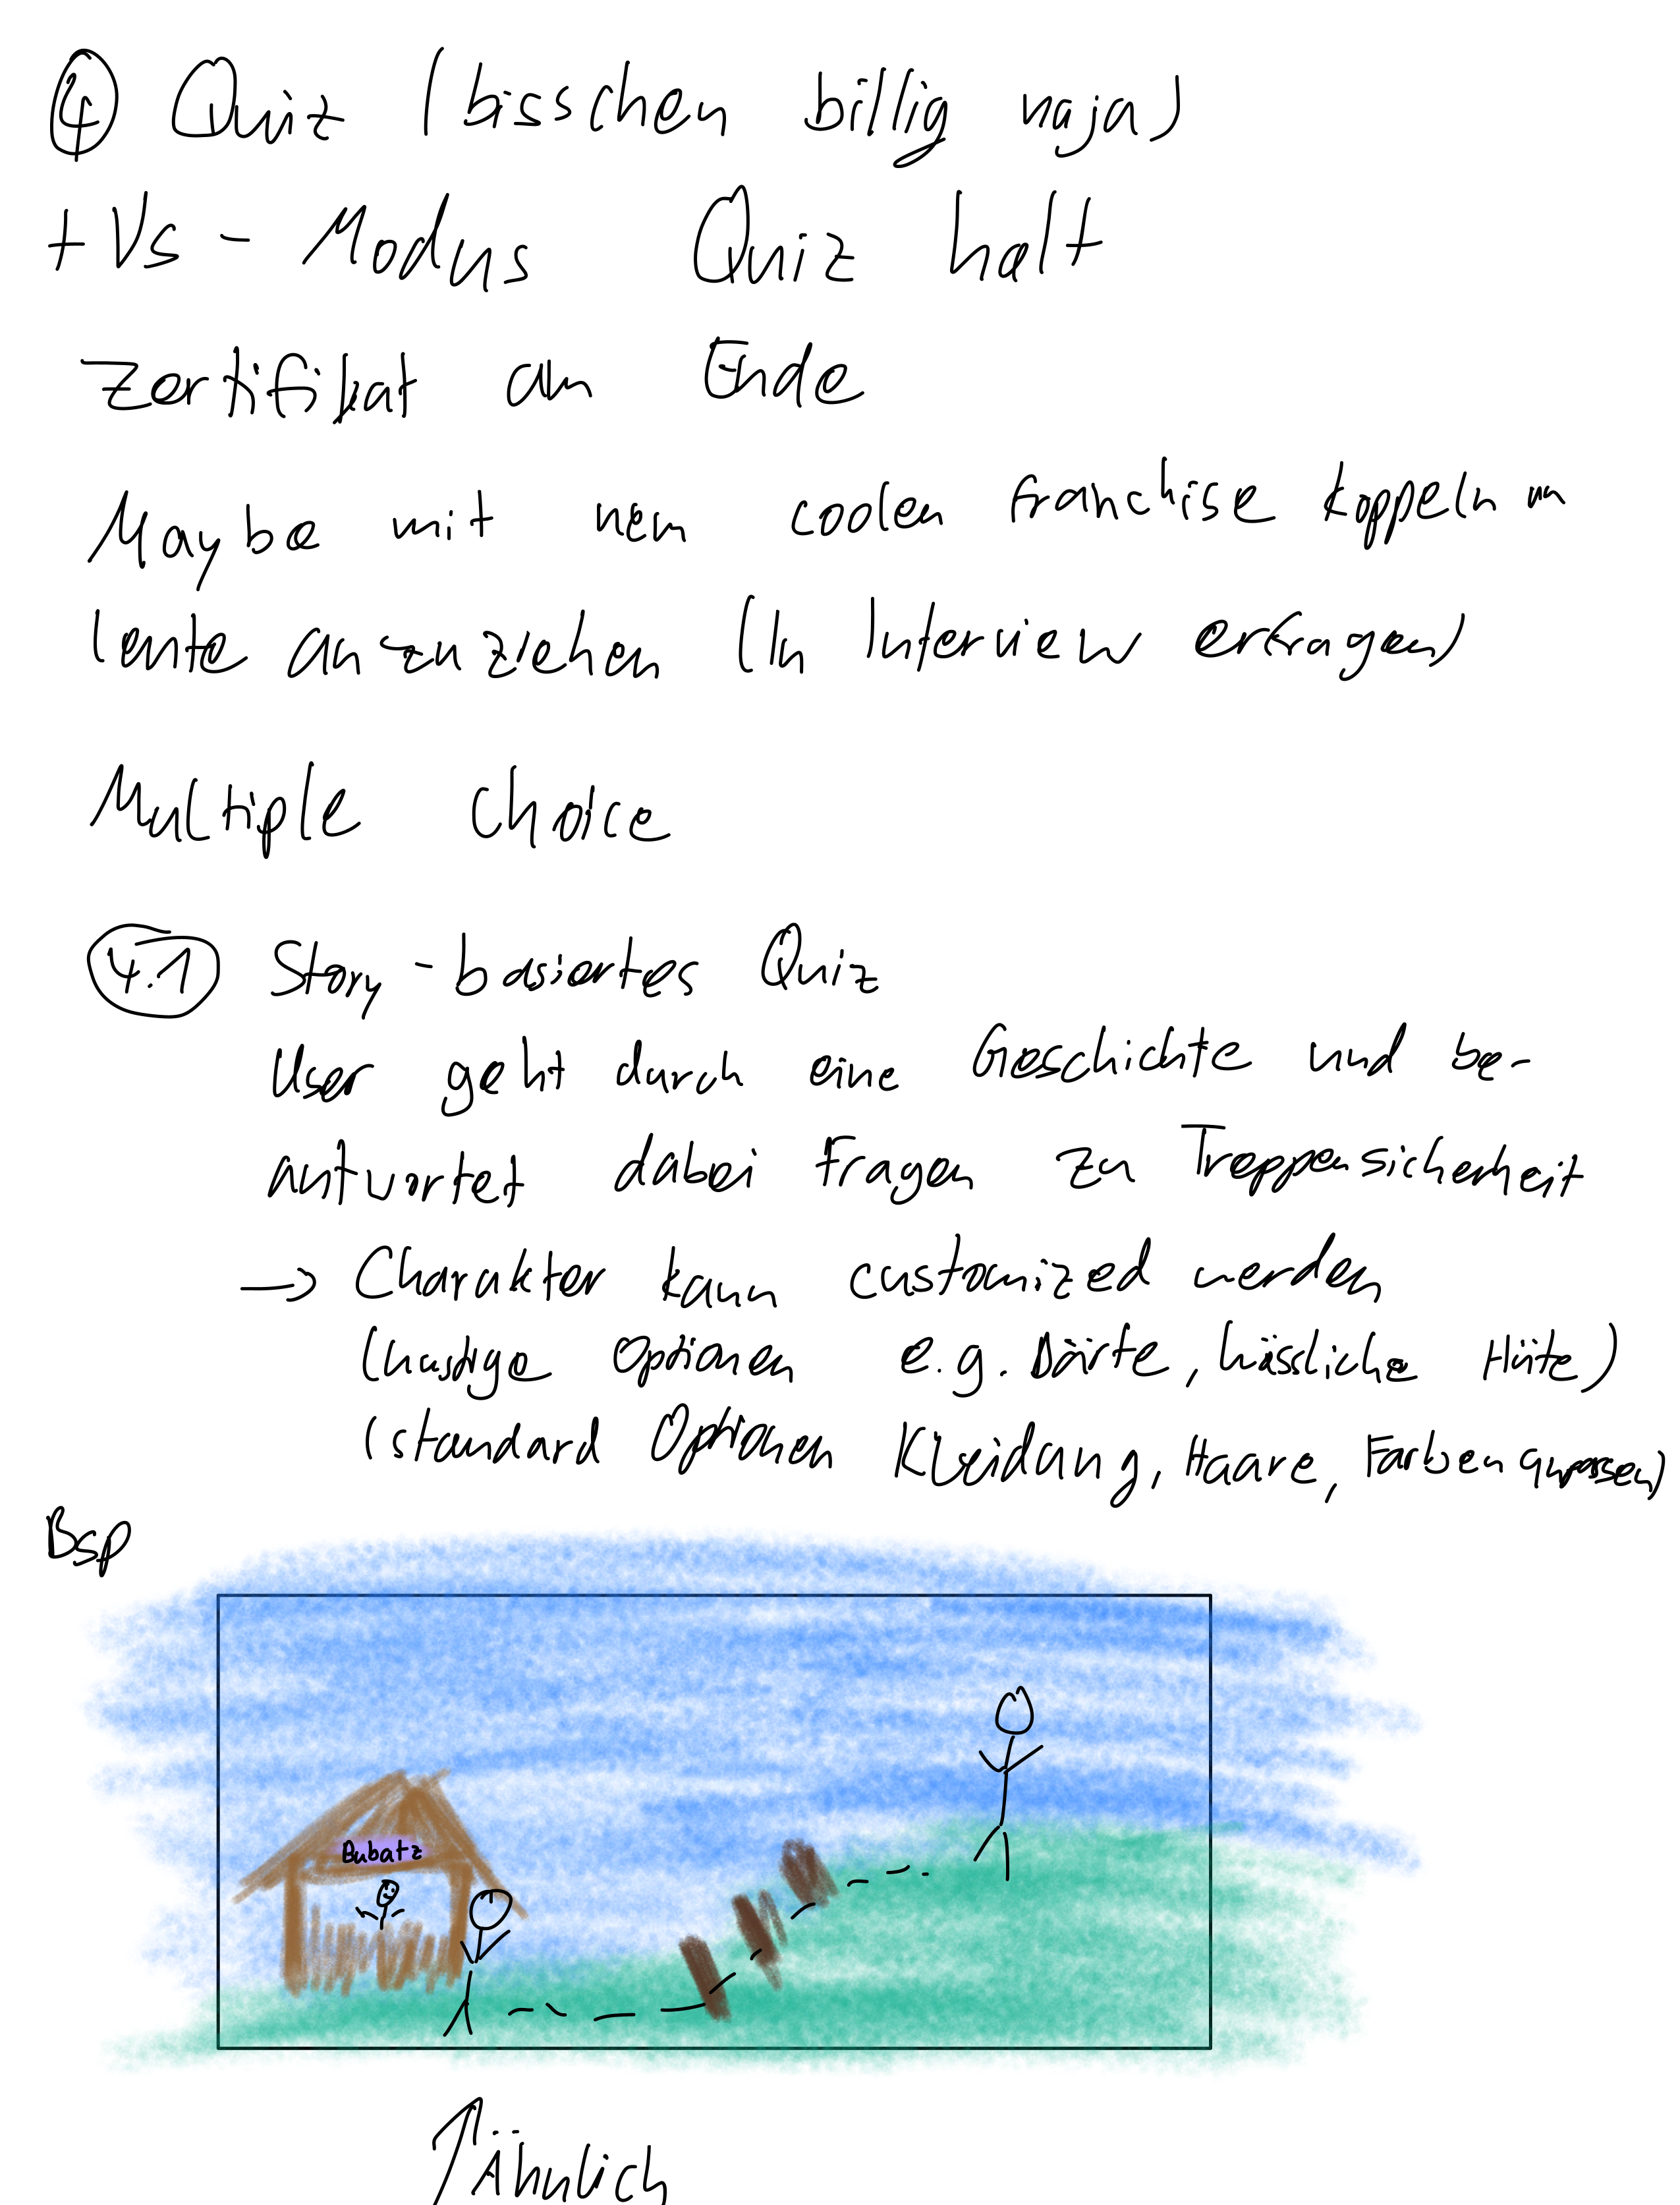 ④ Quiz (bisschen billig naja)
+ Vs - Modus Quiz halt
Zertifikat am Ende
Maybe mit nem coolen franchise koppeln um
leute anzuziehen (In Interview erfragen)
Multiple Choice
4.1 Story-basiertes Quiz
User geht durch eine Geschichte und be-
antwortet dabei Fragen zu Treppensicherheit
→ Charakter kann customized werden
(lustige Optionen e.g. Bärte, hässliche Hüte)
(standard Optionen Kleidung, Haare, Farben anpassen)
Bsp
Bubatz
↑ Ähnlich